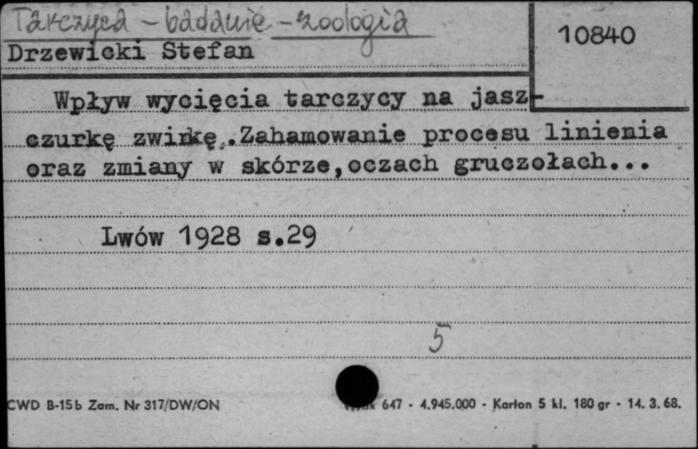 Tarczyca - badanie - zoologia
10840
Drzewicki Stefan
Wpływ wycięcia tarczycy na jasz-
czurkę zwinkę,.Zahamowanie procesu linienia
oraz zmiany w skórze,oczach gruczołach...
Lwów 1928 s.29
5
CWD B-15b Zam. Nr 317/DW/ON
647 - 4.945.000 - Karton 5 kl. 180 gr - 14. 3. 68.